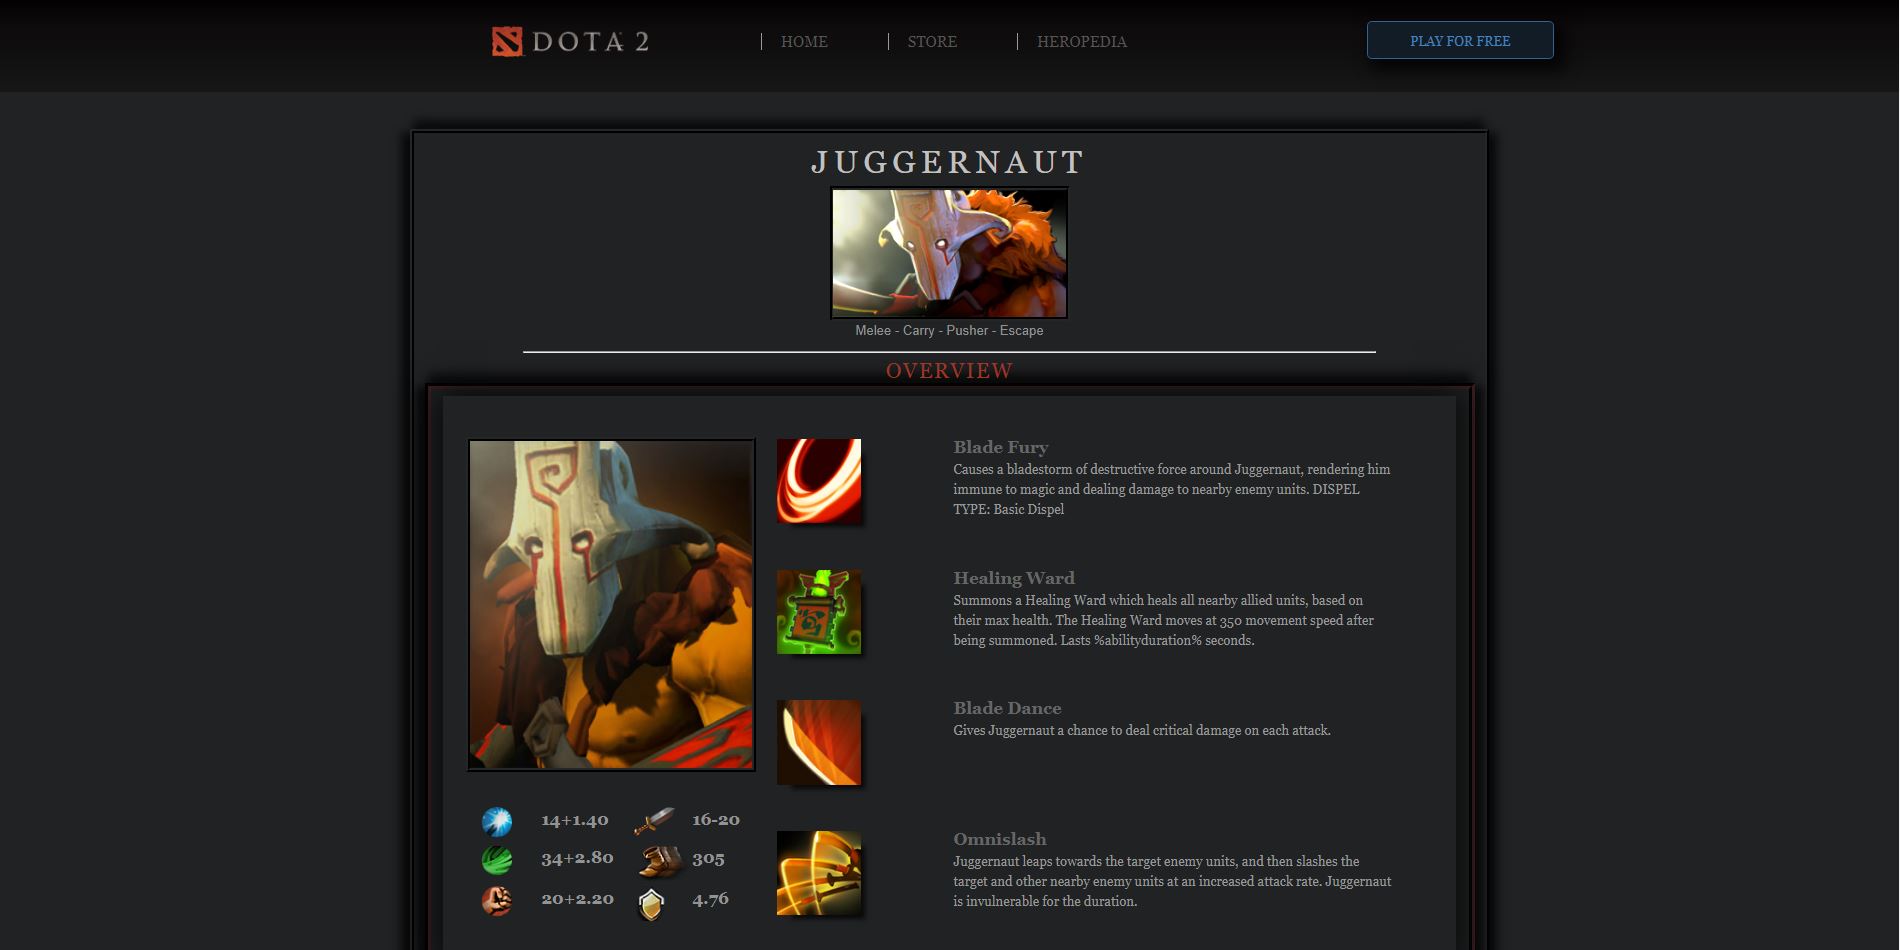 DOTA 2
HOME
STORE
HEROPEDIA
PLAY FOR FREE
JUGGERNAUT
Melee - Carry - Pusher - Escape
OVERVIEW
Blade Fury
Causes a bladestorm of destructive force around Juggernaut, rendering him
immune to magic and dealing damage to nearby enemy units. DISPEL
TYPE: Basic Dispel
Healing Ward
Summons a Healing Ward which heals all nearby allied units, based on
their max health. The Healing Ward moves at 350 movement speed after
being summoned. Lasts %abilityduration% seconds.
Blade Dance
Gives Juggernaut a chance to deal critical damage on each attack.
14+1.40
16-20
34+2.80
305
20+2.20
4.76
Omnislash
Juggernaut leaps towards the target enemy units, and then slashes the
target and other nearby enemy units at an increased attack rate. Juggernaut
is invulnerable for the duration.